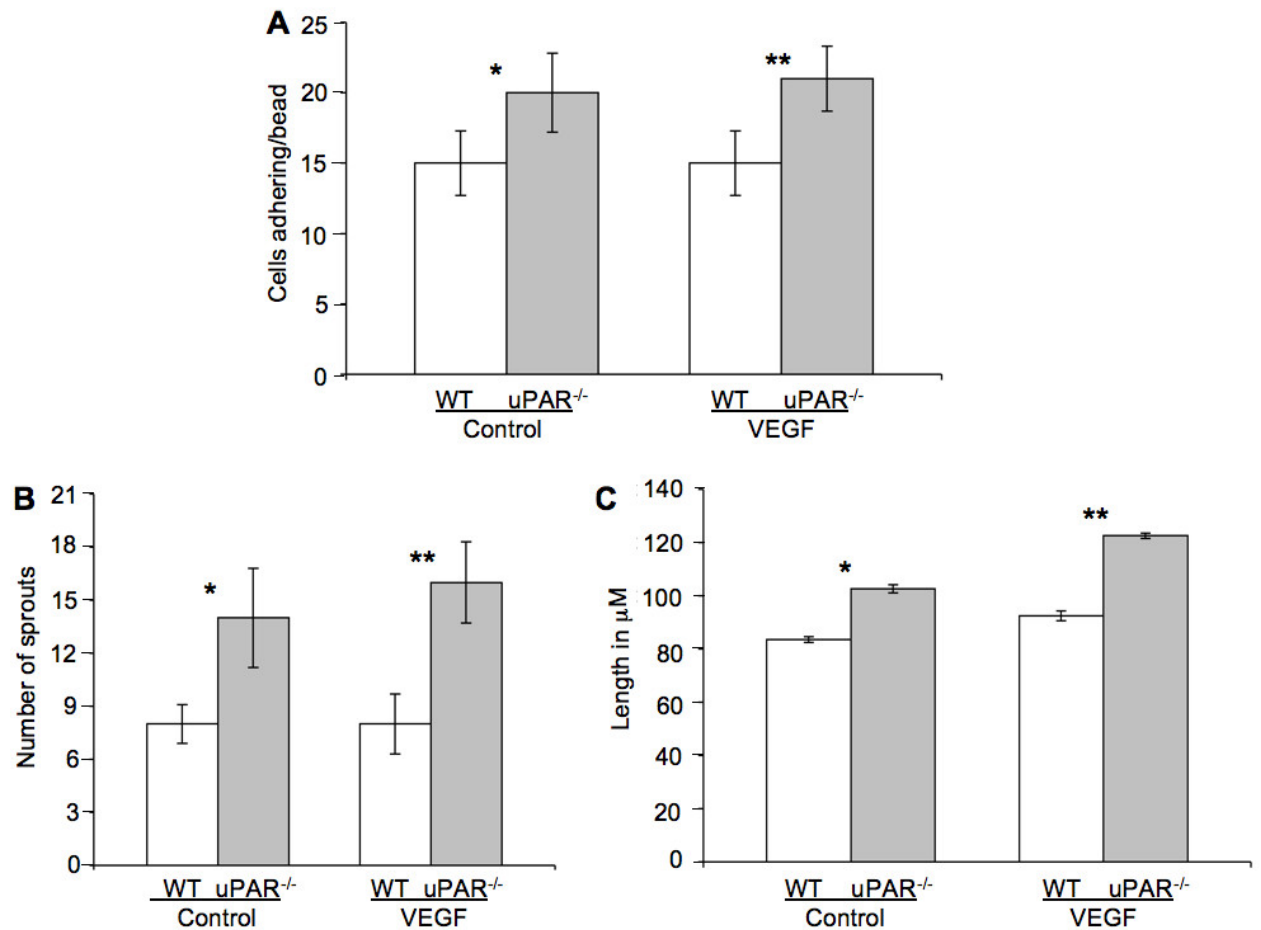 A
25
20
15
10
5
0
Cells adhering/bead
*
**
WT uPAR-/-
Control
WT uPAR-/-
VEGF
B
21
18
15
12
9
6
3
0
Number of sprouts
*
**
WT uPAR-/-
Control
WT uPAR-/-
VEGF
C
140
120
100
80
60
40
20
0
Length in µM
*
**
WT uPAR-/-
Control
WT uPAR-/-
VEGF